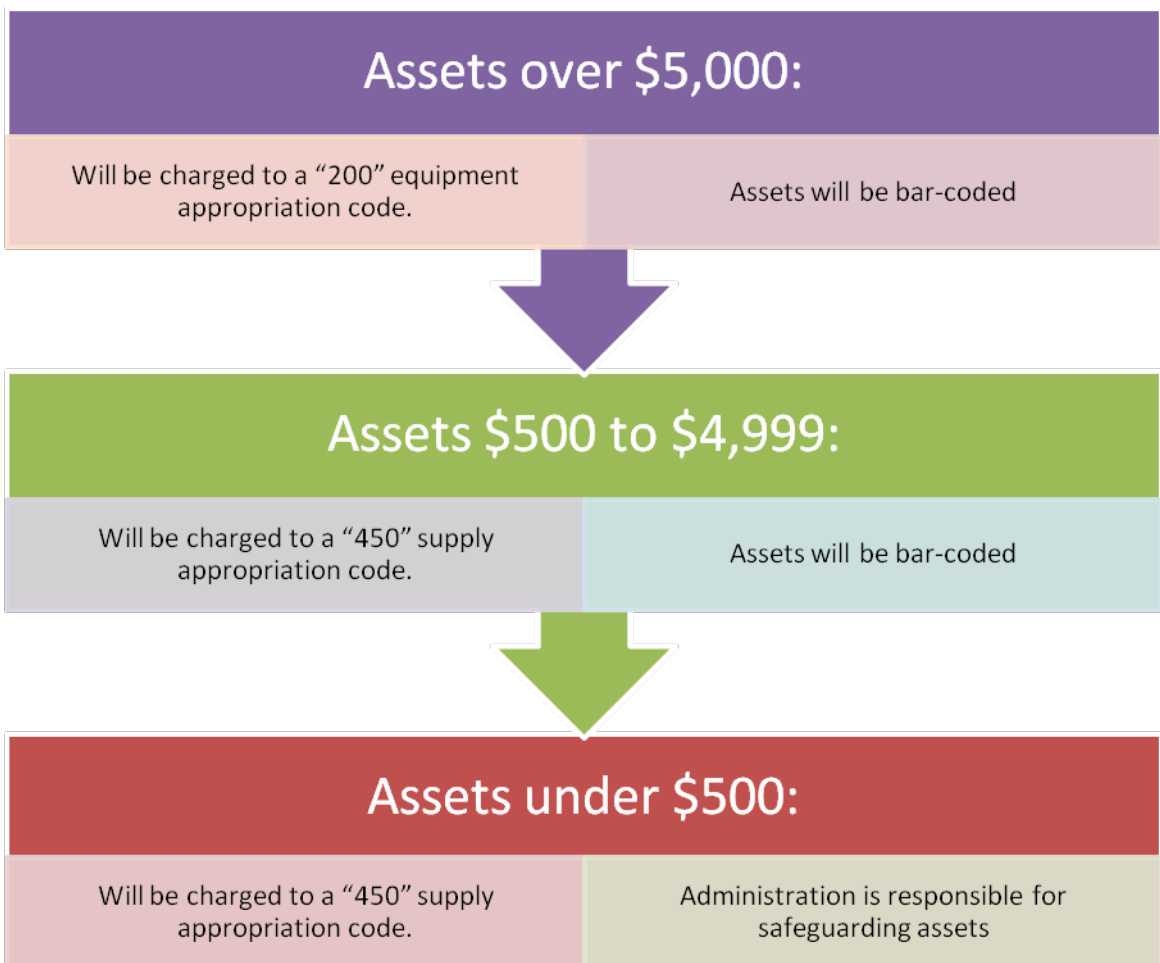 Assets over $5,000:
Will be charged to a “200” equipment
appropriation code.
Assets will be bar-coded
Assets $500 to $4,999:
Will be charged to a “450” supply
appropriation code.
Assets will be bar-coded
Assets under $500:
Will be charged to a “450” supply
appropriation code.
Administration is responsible for
safeguarding assets